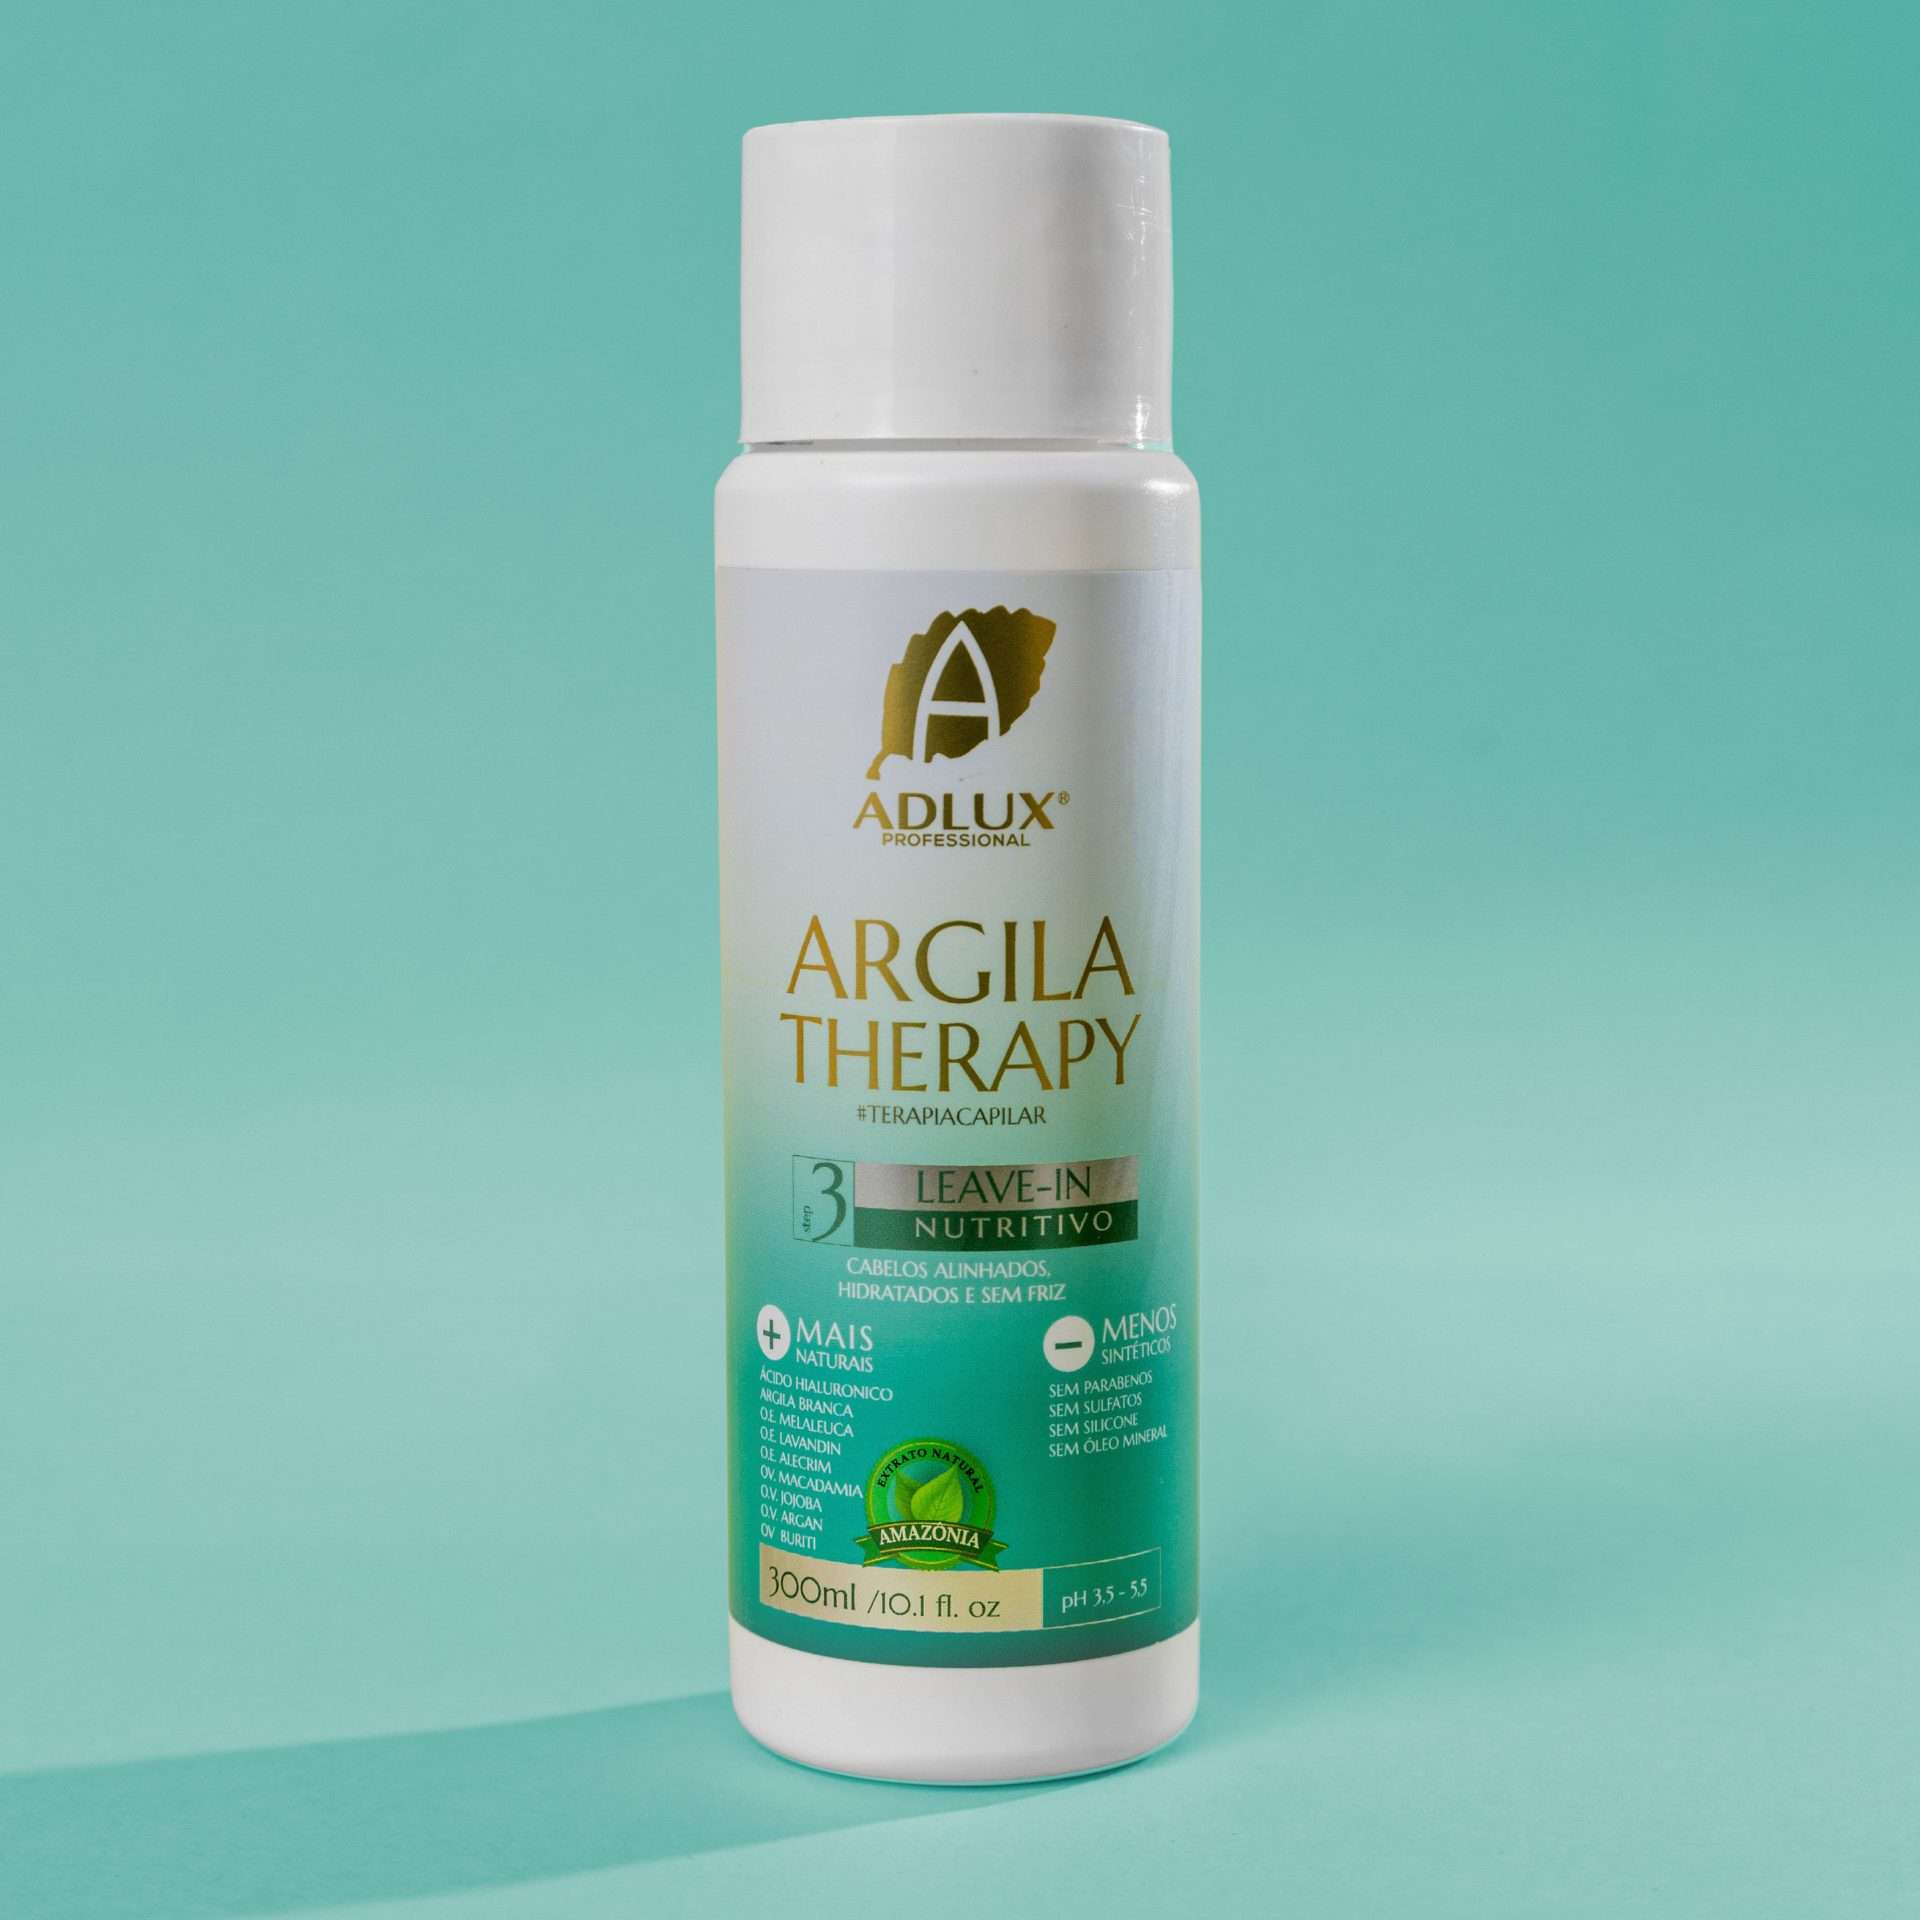 A
ADLUX®
PROFESSIONAL
ARGILA
THERAPY
#TERAPIACAPILAR
step 3
LEAVE-IN
NUTRITIVO
CABELOS ALINHADOS,
HIDRATADOS E SEM FRIZ
+ MAIS
NATURAIS
ÁCIDO HIALURONICO
ARGILA BRANCA
O.E. MELALEUCA
O.E. LAVANDIN
O.E. ALECRIM
OV. MACADAMIA
O.V. JOJOBA
O.V. ARGAN
OV BURITI
- MENOS
SINTÉTICOS
SEM PARABENOS
SEM SULFATOS
SEM SILICONE
SEM ÓLEO MINERAL
EXTRATO NATURAL
AMAZÔNIA
300ml /10.1 fl. oz
pH 3,5 - 5,5